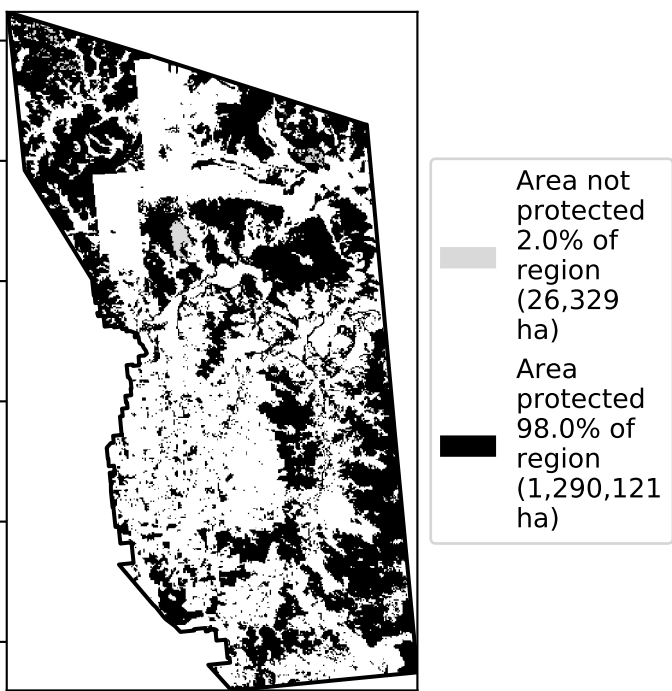 Area not
protected
2.0% of
region
(26,329
ha)
Area
protected
98.0% of
region
(1,290,121
ha)